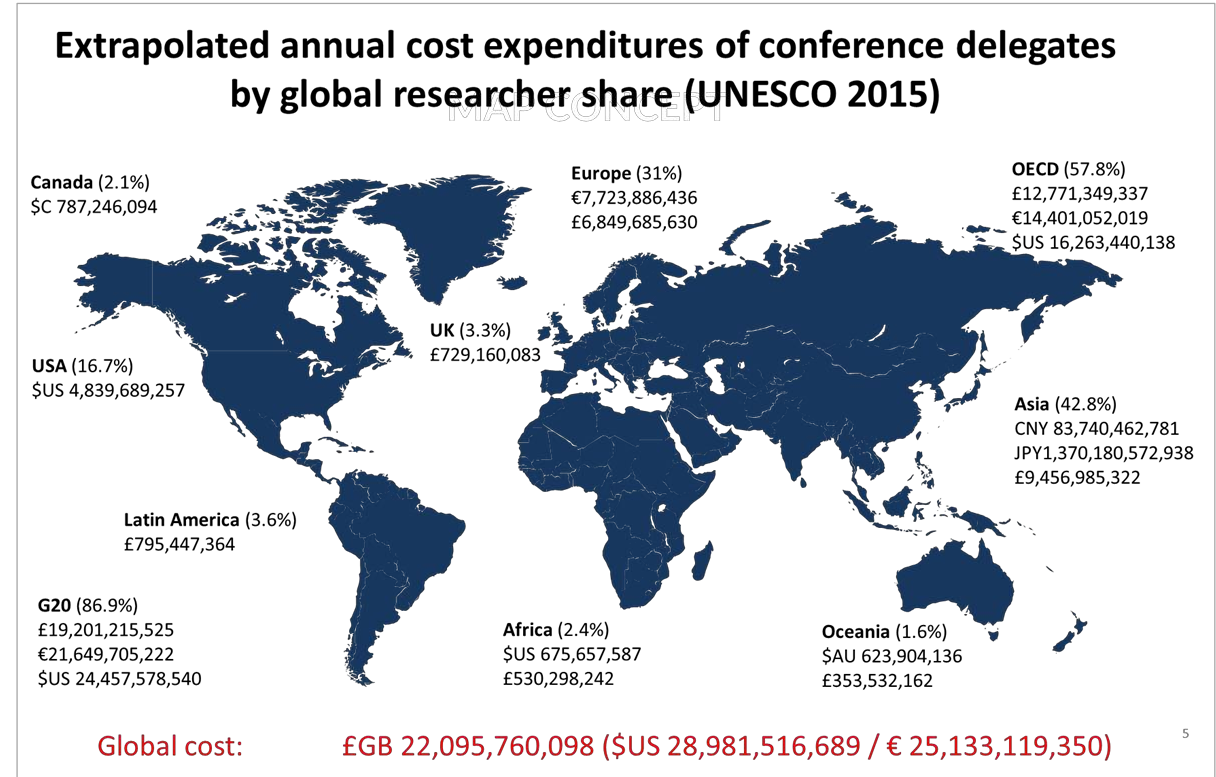 Extrapolated annual cost expenditures of conference delegates
by global researcher share (UNESCO 2015)
MAP CONCEPT
Canada (2.1%)
$C 787,246,094
Europe (31%)
€7,723,886,436
£6,849,685,630
OECD (57.8%)
£12,771,349,337
€14,401,052,019
$US 16,263,440,138
UK (3.3%)
£729,160,083
USA (16.7%)
$US 4,839,689,257
Asia (42.8%)
CNY 83,740,462,781
JPY1,370,180,572,938
£9,456,985,322
Latin America (3.6%)
£795,447,364
G20 (86.9%)
£19,201,215,525
€21,649,705,222
$US 24,457,578,540
Africa (2.4%)
$US 675,657,587
£530,298,242
Oceania (1.6%)
$AU 623,904,136
£353,532,162
5
Global cost: £GB 22,095,760,098 ($US 28,981,516,689 / € 25,133,119,350)